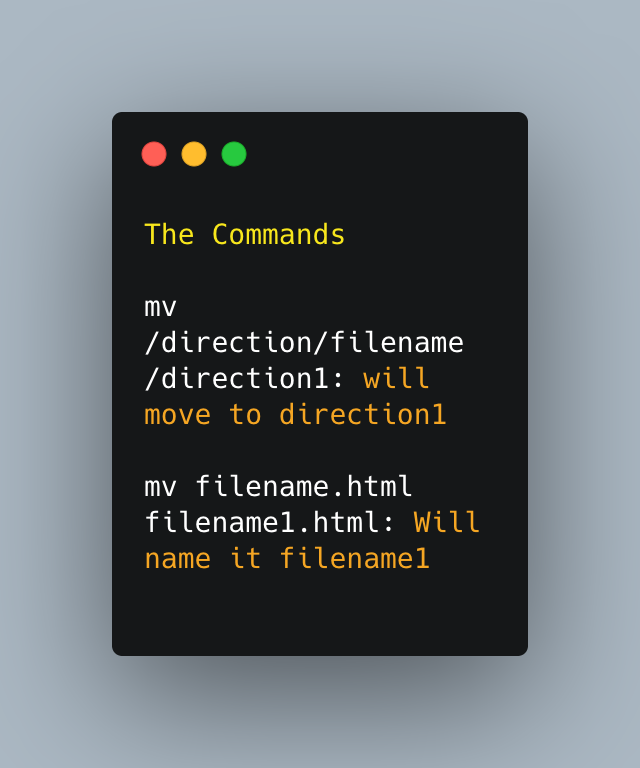 The Commands
mv
/direction/filename
/direction1: will
move to direction1
mv filename.html
filename1.html: Will
name it filename1